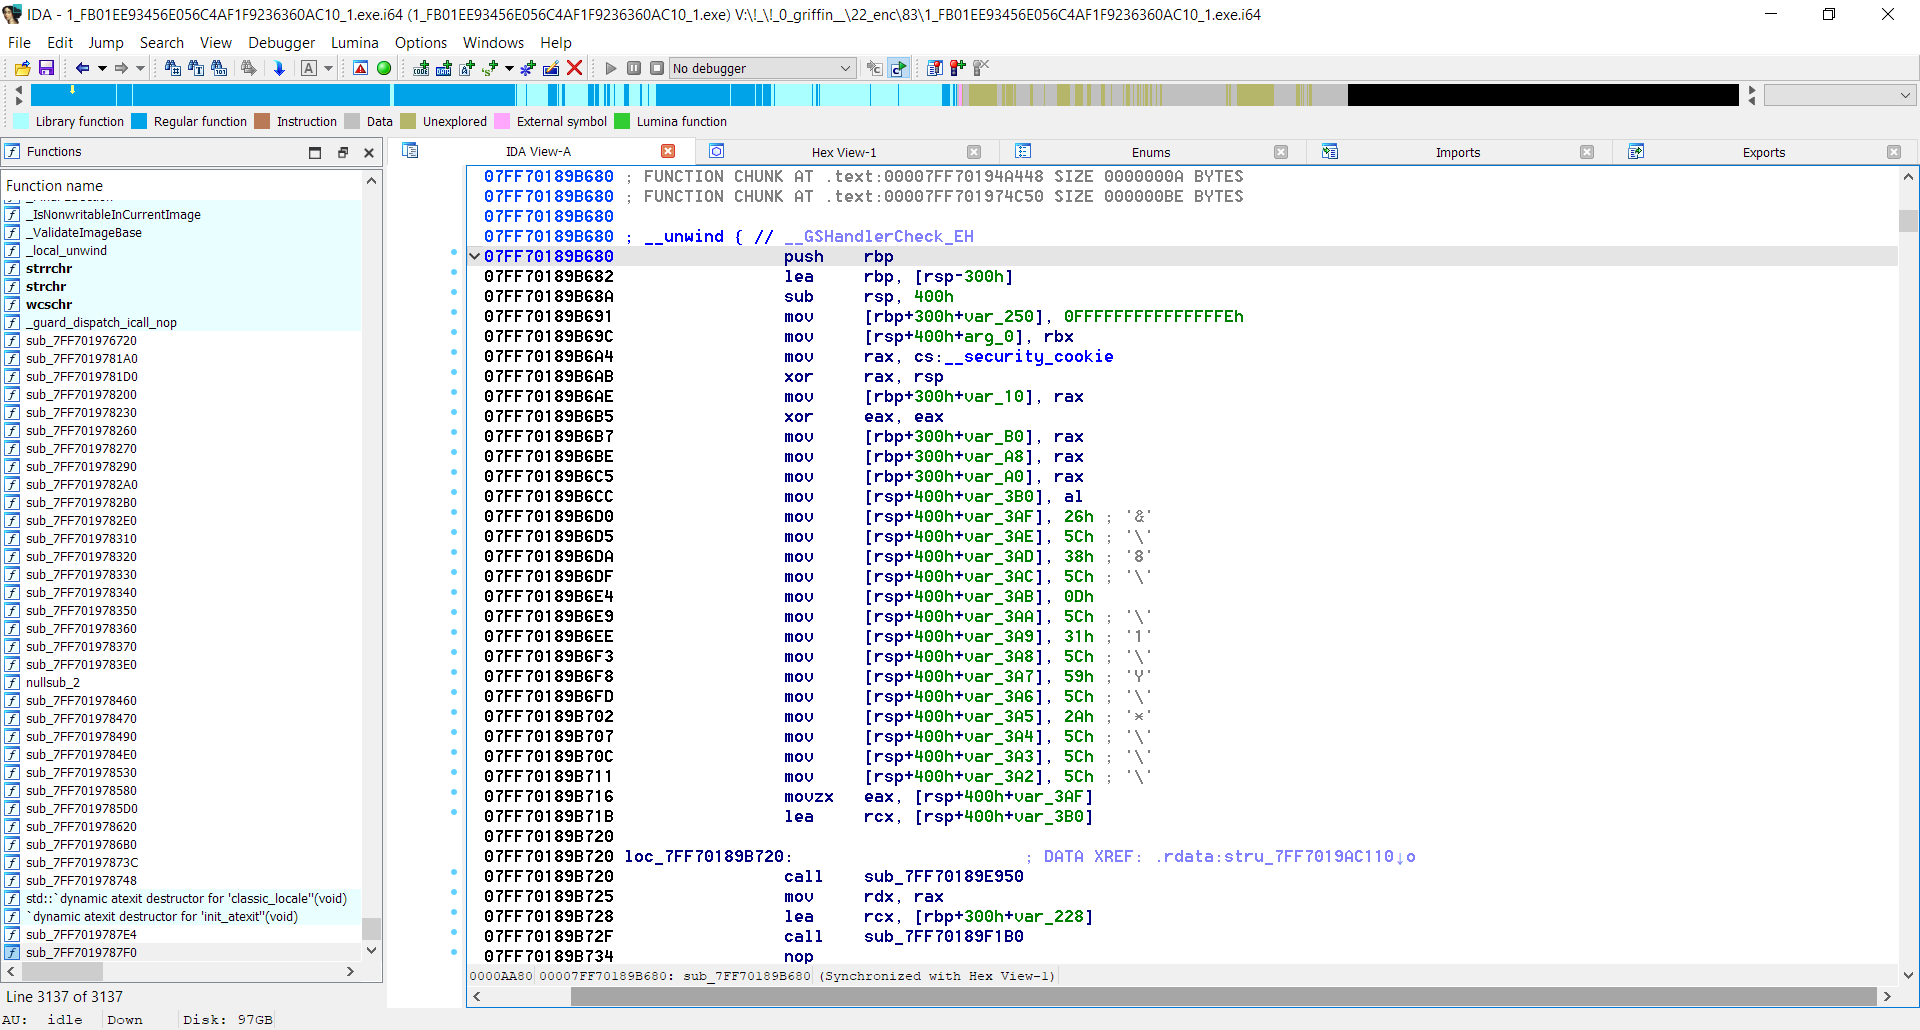 IDA - 1_FB01EE93456E056C4AF1F9236360AC10_1.exe.i64 (1_FB01EE93456E056C4AF1F9236360AC10_1.exe) V:\!_\!_0_griffin__\22_enc\83\1_FB01EE93456E056C4AF1F9236360AC10_1.exe.i64
File Edit Jump Search View Debugger Lumina Options Windows Help
No debugger
Library function Regular function Instruction Data Unexplored External symbol Lumina function
Functions
IDA View-A Hex View-1 Enums Imports Exports
Function name
_IsNonwritableInCurrentImage
_ValidateImageBase
_local_unwind
strrchr
strchr
wcschr
_guard_dispatch_icall_nop
sub_7FF701976720
sub_7FF7019781A0
sub_7FF7019781D0
sub_7FF701978200
sub_7FF701978230
sub_7FF701978260
sub_7FF701978270
sub_7FF701978290
sub_7FF7019782A0
sub_7FF7019782B0
sub_7FF7019782E0
sub_7FF701978310
sub_7FF701978320
sub_7FF701978330
sub_7FF701978340
sub_7FF701978350
sub_7FF701978360
sub_7FF701978370
sub_7FF7019783E0
nullsub_2
sub_7FF701978460
sub_7FF701978470
sub_7FF701978490
sub_7FF7019784E0
sub_7FF701978530
sub_7FF701978580
sub_7FF7019785D0
sub_7FF701978620
sub_7FF7019786B0
sub_7FF70197873C
sub_7FF701978748
std::`dynamic atexit destructor for 'classic_locale''(void)
`dynamic atexit destructor for 'init_atexit''(void)
sub_7FF7019787E4
sub_7FF7019787F0
Line 3137 of 3137
07FF70189B680 ; FUNCTION CHUNK AT .text:00007FF70194A448 SIZE 0000000A BYTES
07FF70189B680 ; FUNCTION CHUNK AT .text:00007FF701974C50 SIZE 000000BE BYTES
07FF70189B680
07FF70189B680 ; __unwind { // __GSHandlerCheck_EH
07FF70189B680 push rbp
07FF70189B682 lea rbp, [rsp-300h]
07FF70189B68A sub rsp, 400h
07FF70189B691 mov [rbp+300h+var_250], 0FFFFFFFFFFFFFFFEh
07FF70189B69C mov [rsp+400h+arg_0], rbx
07FF70189B6A4 mov rax, cs:__security_cookie
07FF70189B6AB xor rax, rsp
07FF70189B6AE mov [rbp+300h+var_10], rax
07FF70189B6B5 xor eax, eax
07FF70189B6B7 mov [rbp+300h+var_B0], rax
07FF70189B6BE mov [rbp+300h+var_A8], rax
07FF70189B6C5 mov [rbp+300h+var_A0], rax
07FF70189B6CC mov [rsp+400h+var_3B0], al
07FF70189B6D0 mov [rsp+400h+var_3AF], 26h ; '&'
07FF70189B6D5 mov [rsp+400h+var_3AE], 5Ch ; '\'
07FF70189B6DA mov [rsp+400h+var_3AD], 38h ; '8'
07FF70189B6DF mov [rsp+400h+var_3AC], 5Ch ; '\'
07FF70189B6E4 mov [rsp+400h+var_3AB], 0Dh
07FF70189B6E9 mov [rsp+400h+var_3AA], 5Ch ; '\'
07FF70189B6EE mov [rsp+400h+var_3A9], 31h ; '1'
07FF70189B6F3 mov [rsp+400h+var_3A8], 5Ch ; '\'
07FF70189B6F8 mov [rsp+400h+var_3A7], 59h ; 'Y'
07FF70189B6FD mov [rsp+400h+var_3A6], 5Ch ; '\'
07FF70189B702 mov [rsp+400h+var_3A5], 2Ah ; '*'
07FF70189B707 mov [rsp+400h+var_3A4], 5Ch ; '\'
07FF70189B70C mov [rsp+400h+var_3A3], 5Ch ; '\'
07FF70189B711 mov [rsp+400h+var_3A2], 5Ch ; '\'
07FF70189B716 movzx eax, [rsp+400h+var_3AF]
07FF70189B71B lea rcx, [rsp+400h+var_3B0]
07FF70189B720
07FF70189B720 loc_7FF70189B720: ; DATA XREF: .rdata:stru_7FF7019AC110↓o
07FF70189B720 call sub_7FF70189E950
07FF70189B725 mov rdx, rax
07FF70189B728 lea rcx, [rbp+300h+var_228]
07FF70189B72F call sub_7FF70189F1B0
07FF70189B734 nop
0000AA80 00007FF70189B680: sub_7FF70189B680 (Synchronized with Hex View-1)
AU: idle Down Disk: 97GB